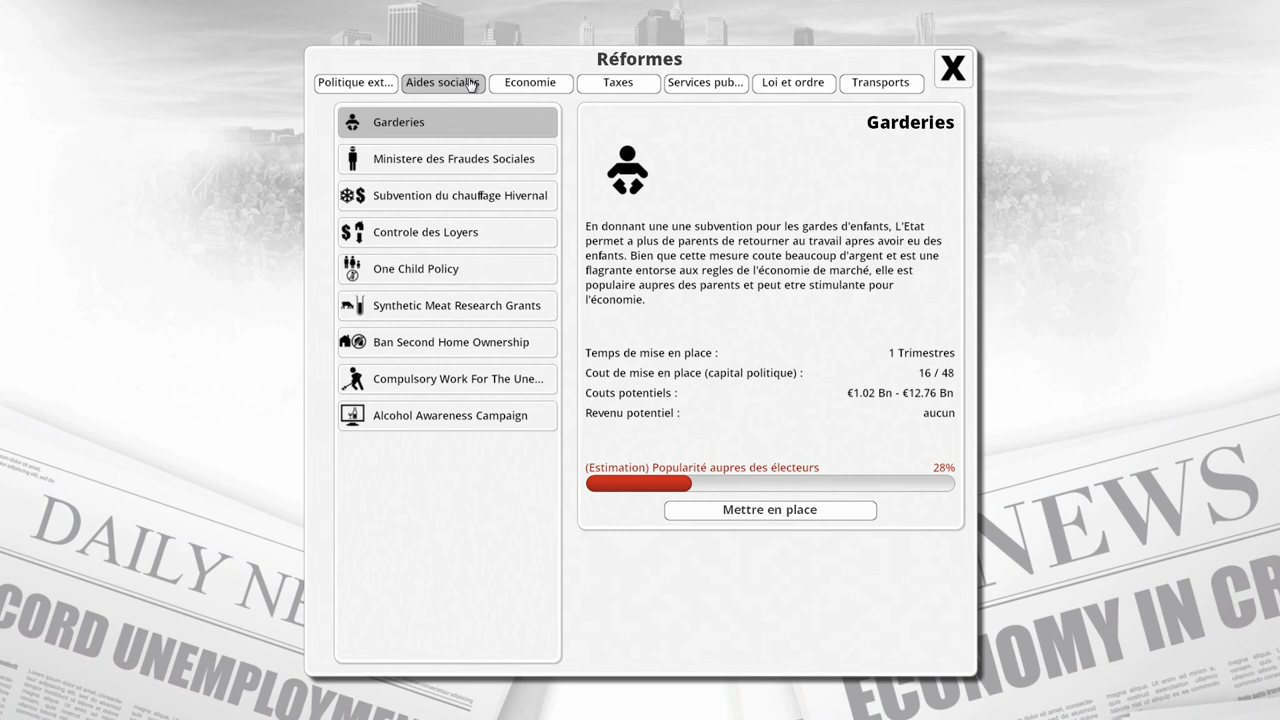 Réformes
X
Politique ext...
Aides sociales
Economie
Taxes
Services pub...
Loi et ordre
Transports
Garderies
Ministere des Fraudes Sociales
Subvention du chauffage Hivernal
Controle des Loyers
One Child Policy
Synthetic Meat Research Grants
Ban Second Home Ownership
Compulsory Work For The Une...
Alcohol Awareness Campaign
Garderies
En donnant une une subvention pour les gardes d'enfants, L'Etat
permet a plus de parents de retourner au travail apres avoir eu des
enfants. Bien que cette mesure coute beaucoup d'argent et est une
flagrante entorse aux regles de l'économie de marché, elle est
populaire aupres des parents et peut etre stimulante pour
l'économie.
Temps de mise en place : 1 Trimestres
Cout de mise en place (capital politique) : 16 / 48
Couts potentiels : €1.02 Bn - €12.76 Bn
Revenu potentiel : aucun
(Estimation) Popularité aupres des électeurs 28%
Mettre en place
DAILY NE
CORD UNEMPLOYM
NEWS
ECONOMY IN CR